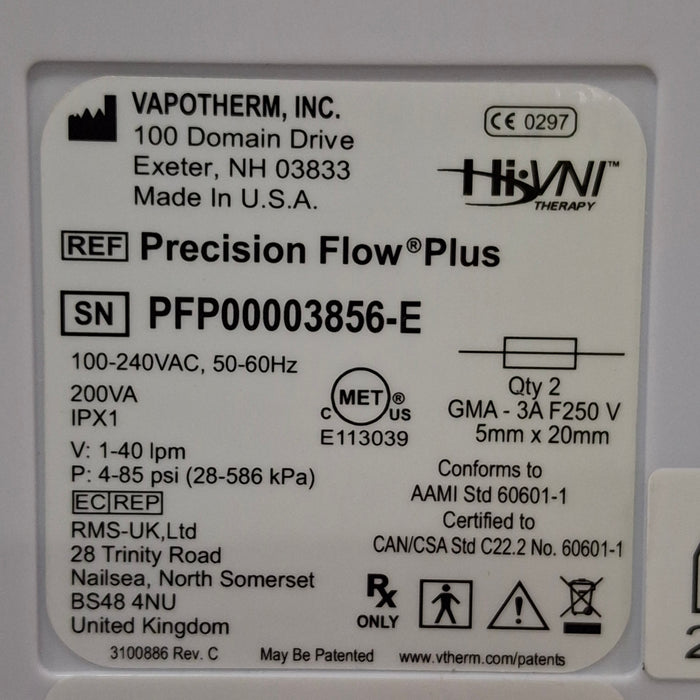 VAPOTHERM, INC.
100 Domain Drive
Exeter, NH 03833
Made In U.S.A.
CE 0297
Hi-VNI™
THERAPY
REF Precision Flow® Plus
SN PFP00003856-E
100-240VAC, 50-60Hz
200VA
IPX1
V: 1-40 lpm
P: 4-85 psi (28-586 kPa)
c MET ® US
E113039
Qty 2
GMA - 3A F250 V
5mm x 20mm
Conforms to
AAMI Std 60601-1
Certified to
CAN/CSA Std C22.2 No. 60601-1
EC REP
RMS-UK,Ltd
28 Trinity Road
Nailsea, North Somerset
BS48 4NU
United Kingdom
Rx
ONLY
3100886 Rev. C
May Be Patented
www.vtherm.com/patents